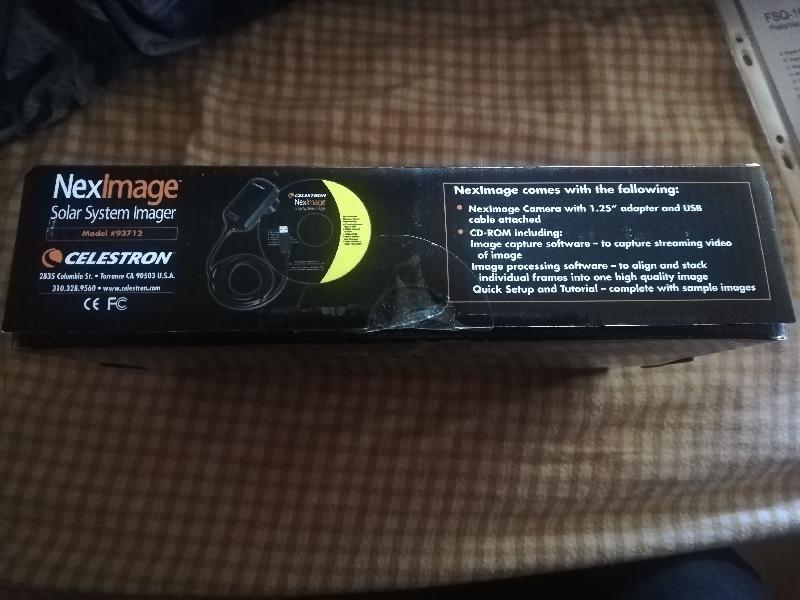 NexImage™
Solar System Imager
Model #93712
CELESTRON
2835 Columbia St. • Torrance CA 90503 U.S.A.
310.328.9560 • www.celestron.com
CE FC
CELESTRON
NexImage
NexImage comes with the following:
• NexImage Camera with 1.25" adapter and USB
cable attached
• CD-ROM including:
Image capture software – to capture streaming video
of image
Image processing software – to align and stack
individual frames into one high quality image
Quick Setup and Tutorial – complete with sample images